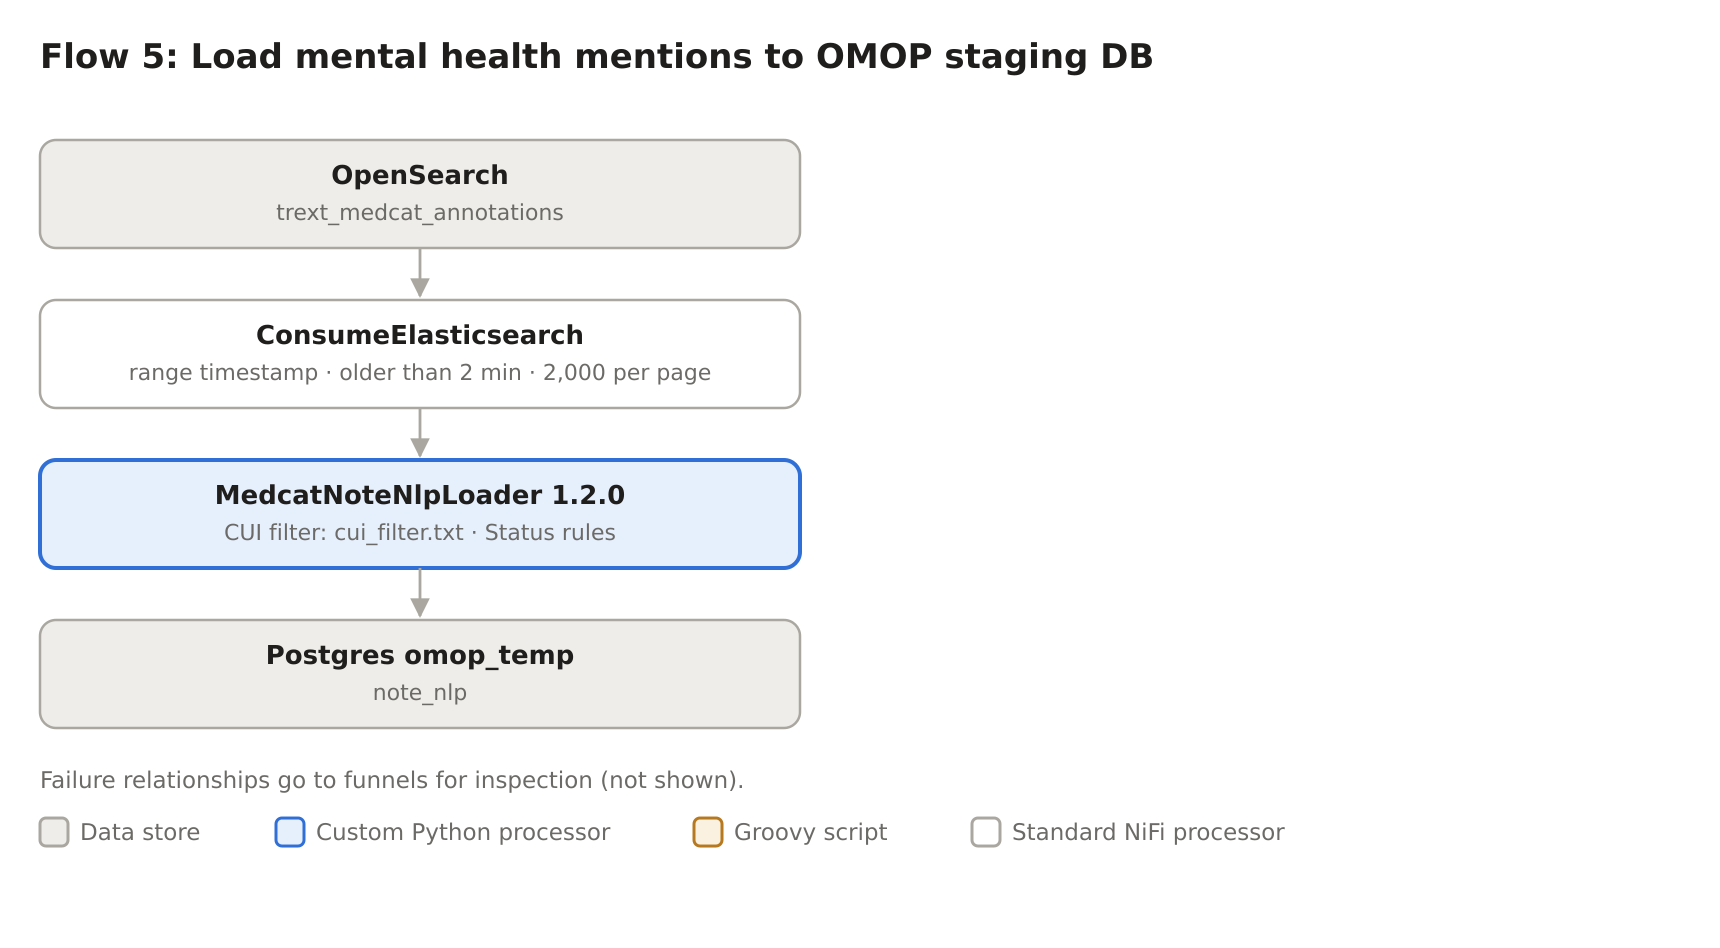 Flow 5: Load mental health mentions to OMOP staging DB
OpenSearch
trext_medcat_annotations
ConsumeElasticsearch
range timestamp · older than 2 min · 2,000 per page
MedcatNoteNlpLoader 1.2.0
CUI filter: cui_filter.txt · Status rules
Postgres omop_temp
note_nlp
Failure relationships go to funnels for inspection (not shown).
Data store Custom Python processor Groovy script Standard NiFi processor